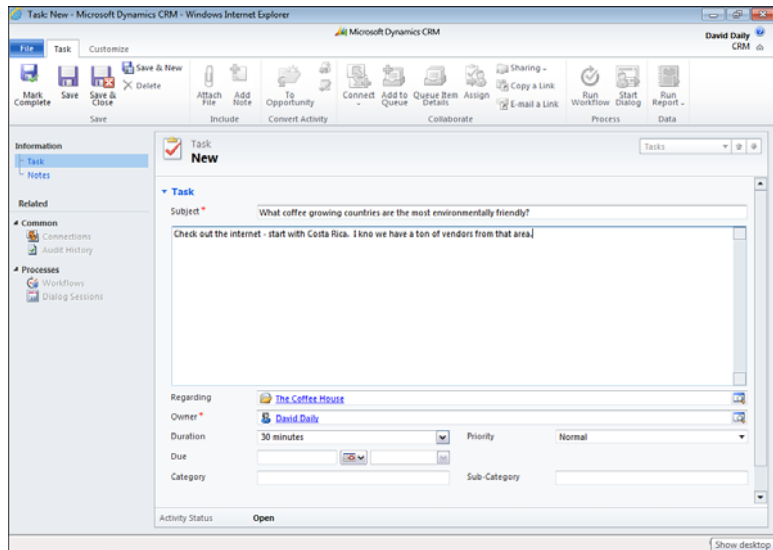 Task: New - Microsoft Dynamics CRM - Windows Internet Explorer
Microsoft Dynamics CRM
David Daily
CRM
File Task Customize
Mark Complete
Save
Save & Close
Save & New
Delete
Save
Attach File
Add Note
Include
To Opportunity
Convert Activity
Connect
Add to Queue
Queue Item Details
Assign
Sharing
Copy a Link
E-mail a Link
Collaborate
Run Workflow
Start Dialog
Process
Run Report
Data
Information
Task
Notes
Related
Common
Connections
Audit History
Processes
Workflows
Dialog Sessions
Task
New
Tasks
Task
Subject * What coffee growing countries are the most environmentally friendly?
Check out the internet - start with Costa Rica. I kno we have a ton of vendors from that area.
Regarding The Coffee House
Owner * David Daily
Duration 30 minutes Priority Normal
Due
Category Sub-Category
Activity Status Open
Show desktop